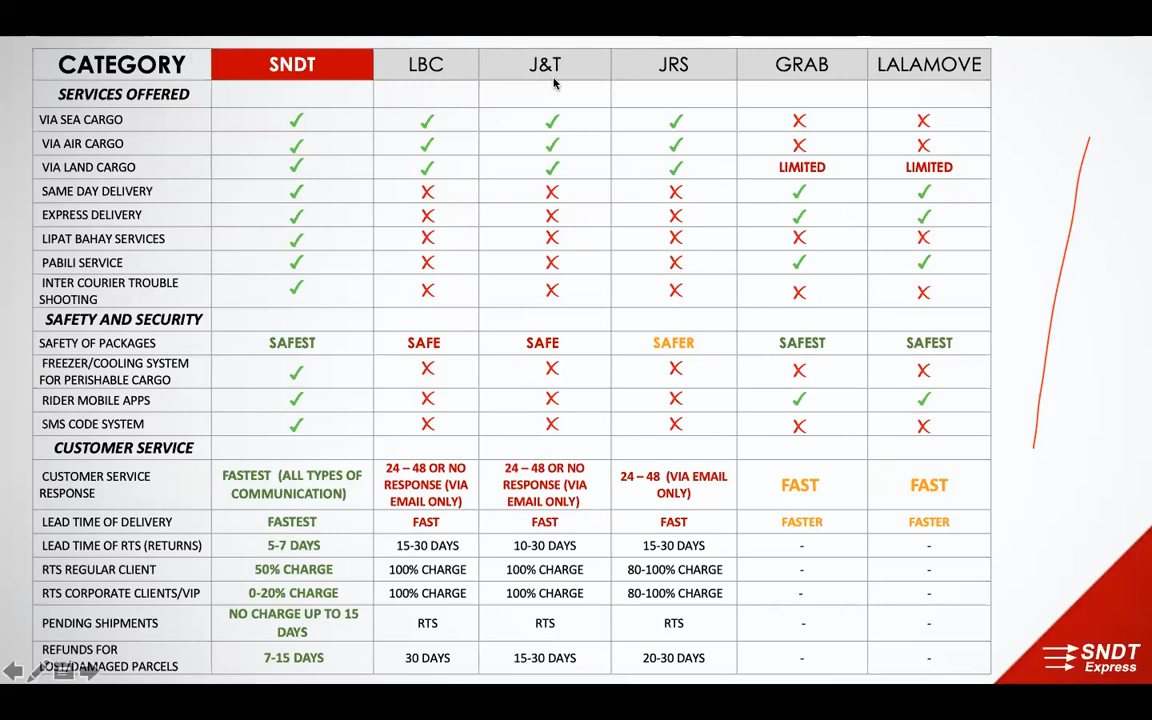 CATEGORY SNDT LBC J&T JRS GRAB LALAMOVE
SERVICES OFFERED
VIA SEA CARGO ✓ ✓ ✓ ✓ X X
VIA AIR CARGO ✓ ✓ ✓ ✓ X X
VIA LAND CARGO ✓ ✓ ✓ ✓ LIMITED LIMITED
SAME DAY DELIVERY ✓ X X X ✓ ✓
EXPRESS DELIVERY ✓ X X X ✓ ✓
LIPAT BAHAY SERVICES ✓ X X X X X
PABILI SERVICE ✓ X X X ✓ ✓
INTER COURIER TROUBLE
SHOOTING ✓ X X X X X
SAFETY AND SECURITY
SAFETY OF PACKAGES SAFEST SAFE SAFE SAFER SAFEST SAFEST
FREEZER/COOLING SYSTEM
FOR PERISHABLE CARGO ✓ X X X X X
RIDER MOBILE APPS ✓ X X X ✓ ✓
SMS CODE SYSTEM ✓ X X X X X
CUSTOMER SERVICE
CUSTOMER SERVICE
RESPONSE
FASTEST (ALL TYPES OF
COMMUNICATION)
24 – 48 OR NO
RESPONSE (VIA
EMAIL ONLY)
24 – 48 OR NO
RESPONSE (VIA
EMAIL ONLY)
24 – 48 (VIA EMAIL
ONLY)
FAST
FAST
LEAD TIME OF DELIVERY FASTEST FAST FAST FAST FASTER FASTER
LEAD TIME OF RTS (RETURNS) 5-7 DAYS 15-30 DAYS 10-30 DAYS 15-30 DAYS - -
RTS REGULAR CLIENT 50% CHARGE 100% CHARGE 100% CHARGE 80-100% CHARGE - -
RTS CORPORATE CLIENTS/VIP 0-20% CHARGE 100% CHARGE 100% CHARGE 80-100% CHARGE - -
PENDING SHIPMENTS
NO CHARGE UP TO 15
DAYS
RTS RTS RTS - -
REFUNDS FOR
LOST/DAMAGED PARCELS 7-15 DAYS 30 DAYS 15-30 DAYS 20-30 DAYS - -
SNDT
Express